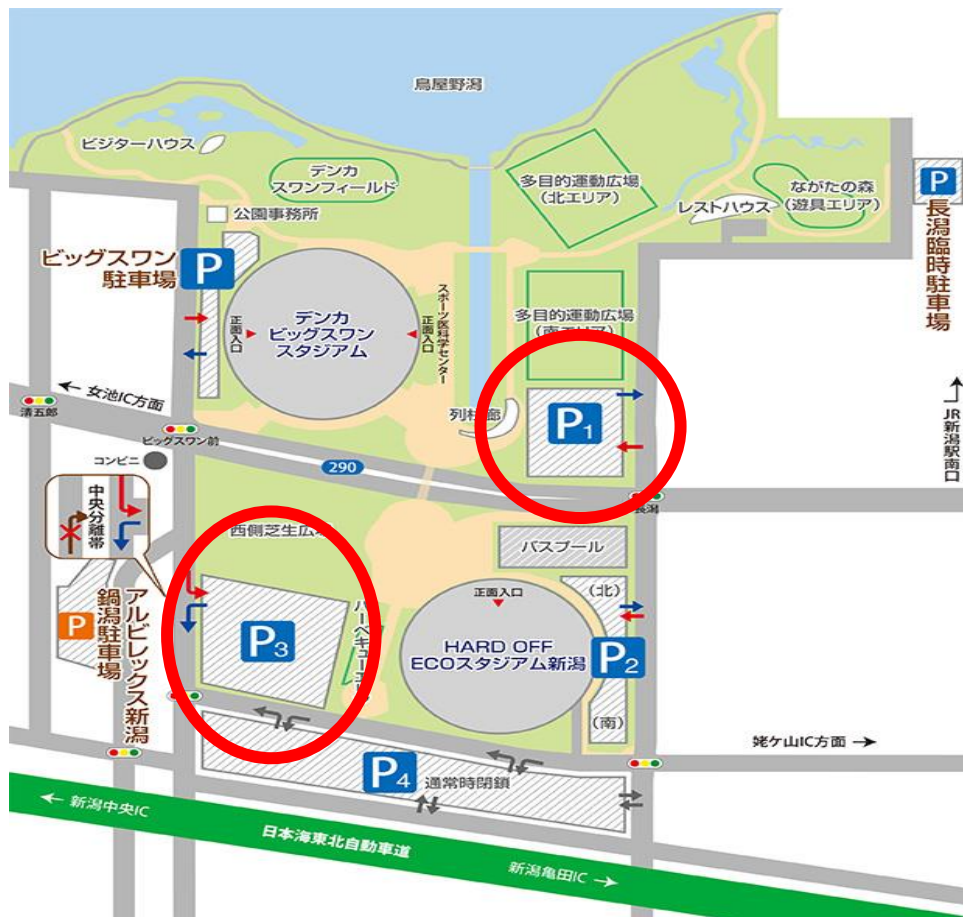 鳥屋野潟
ビジターハウス
デンカ
スワンフィールド
多目的運動広場
(北エリア)
レストハウス
ながたの森
(遊具エリア)
P
長潟臨時駐車場
公園事務所
ビッグスワン
駐車場
P
デンカ
ビッグスワン
スタジアム
正面入口
正面入口
スポーツ医科学センター
多目的運動広場
← 女池IC方面
清五郎
ビッグスワン前
コンビニ
290
P1
長潟
JR新潟駅南口
中央分離帯
西側芝生広
バスプール
アルビレックス新潟
鍋潟駐車場
P
P3
正面入口
HARD OFF
ECOスタジアム新潟
(北)
P2
(南)
姥ケ山IC方面 →
P4
通常時閉鎖
← 新潟中央IC
日本海東北自動車道
新潟亀田IC →